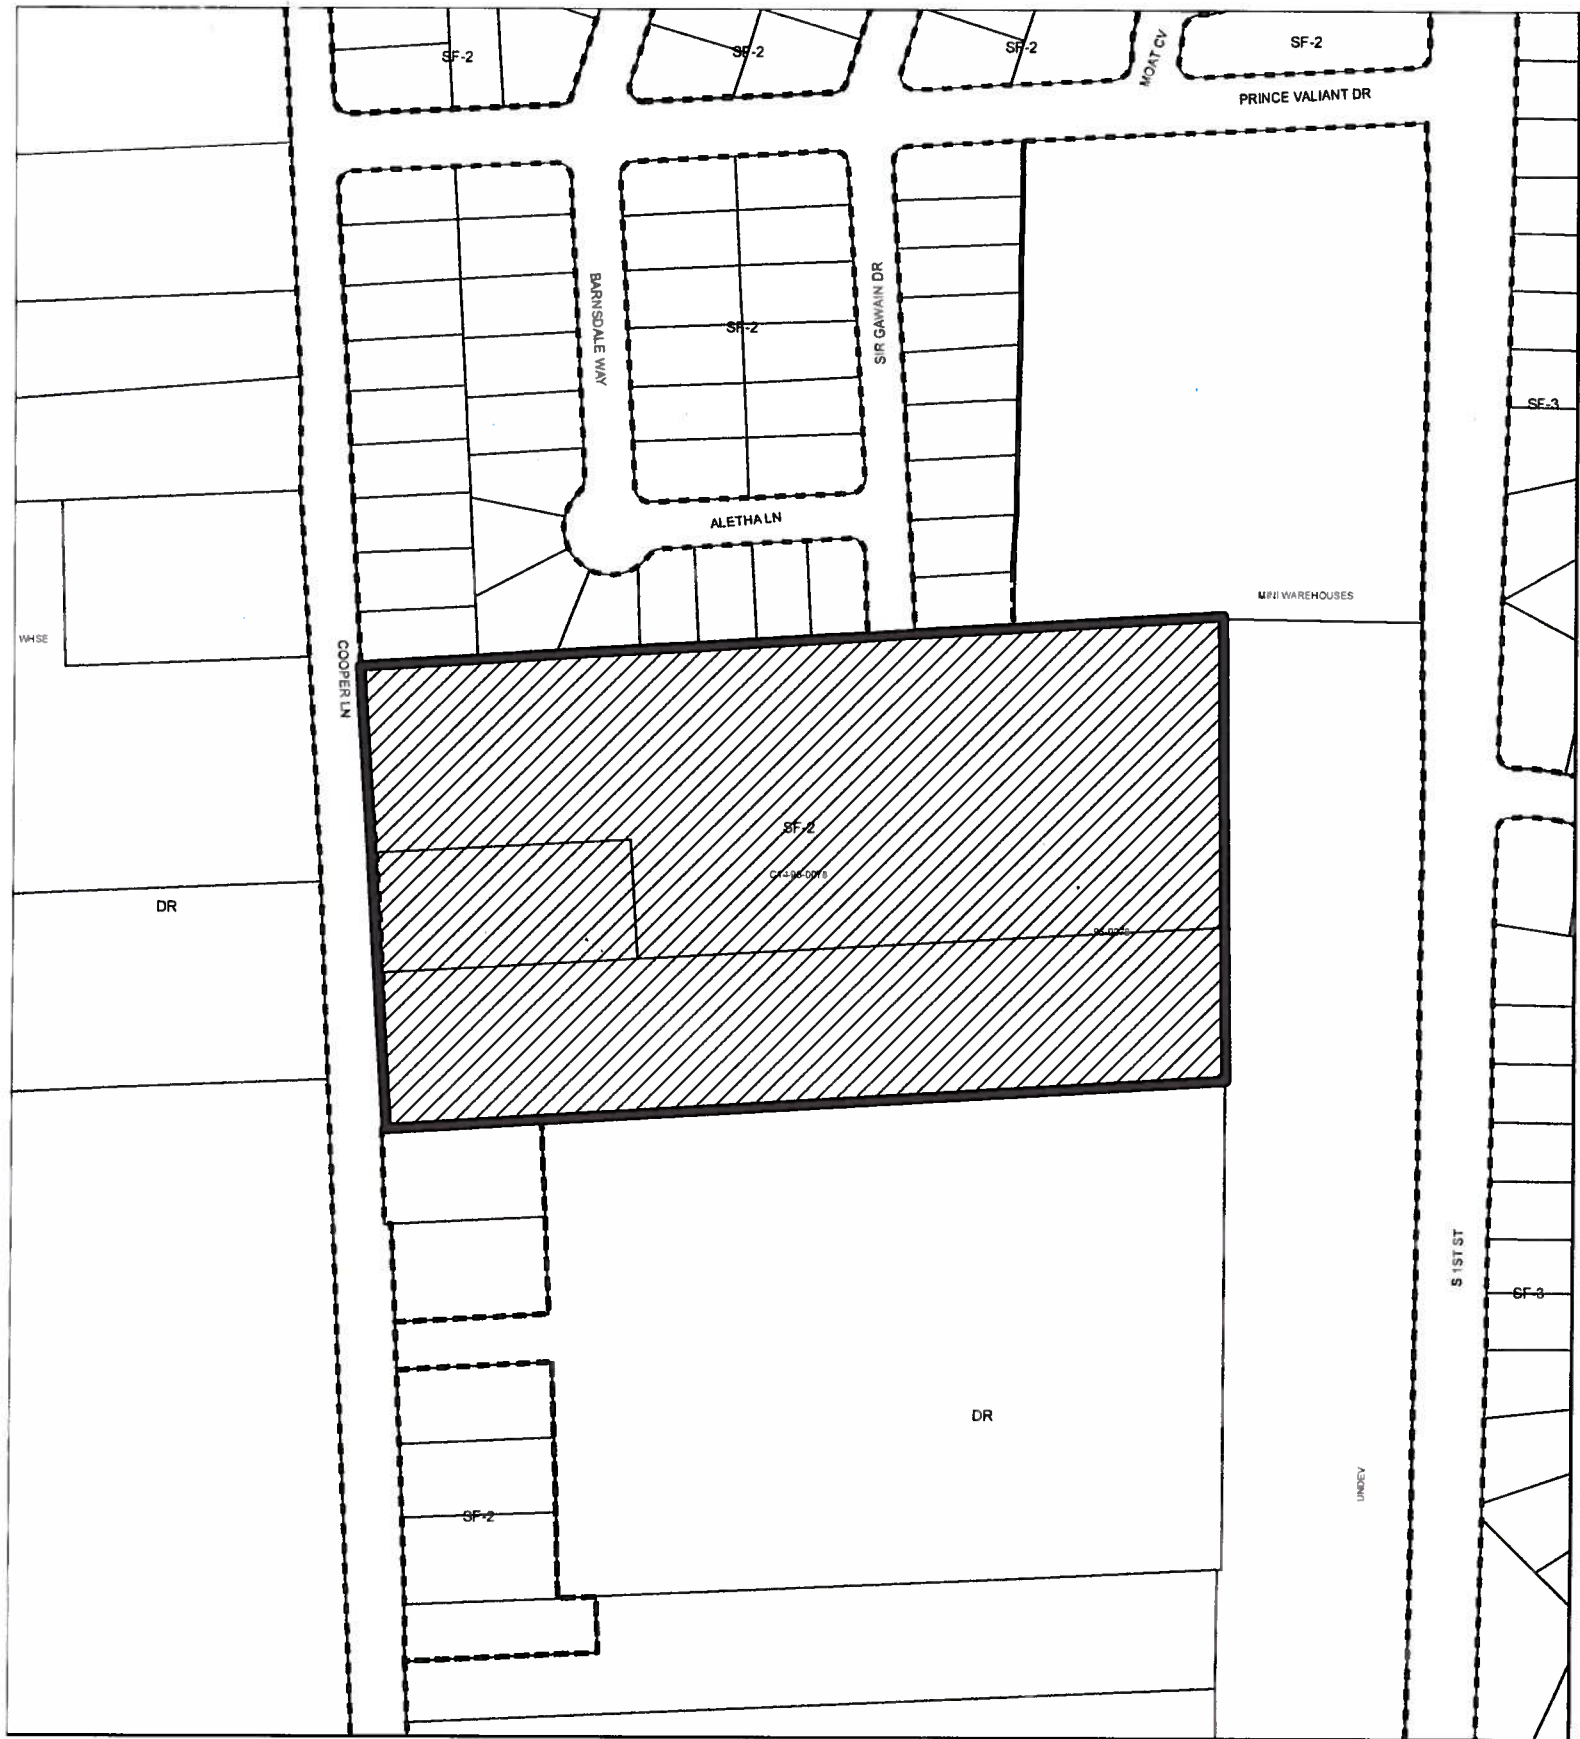 SF-2
SF-2
SF-2
SF-2
MOAT CV
PRINCE VALIANT DR
BARNSDALE WAY
SIR GAWAIN DR
SF-2
SF-3
ALETHA LN
MINI WAREHOUSES
WHSE
COOPER LN
SF-2
DR
S 1ST ST
SF-3
DR
UNDEV
SF-2